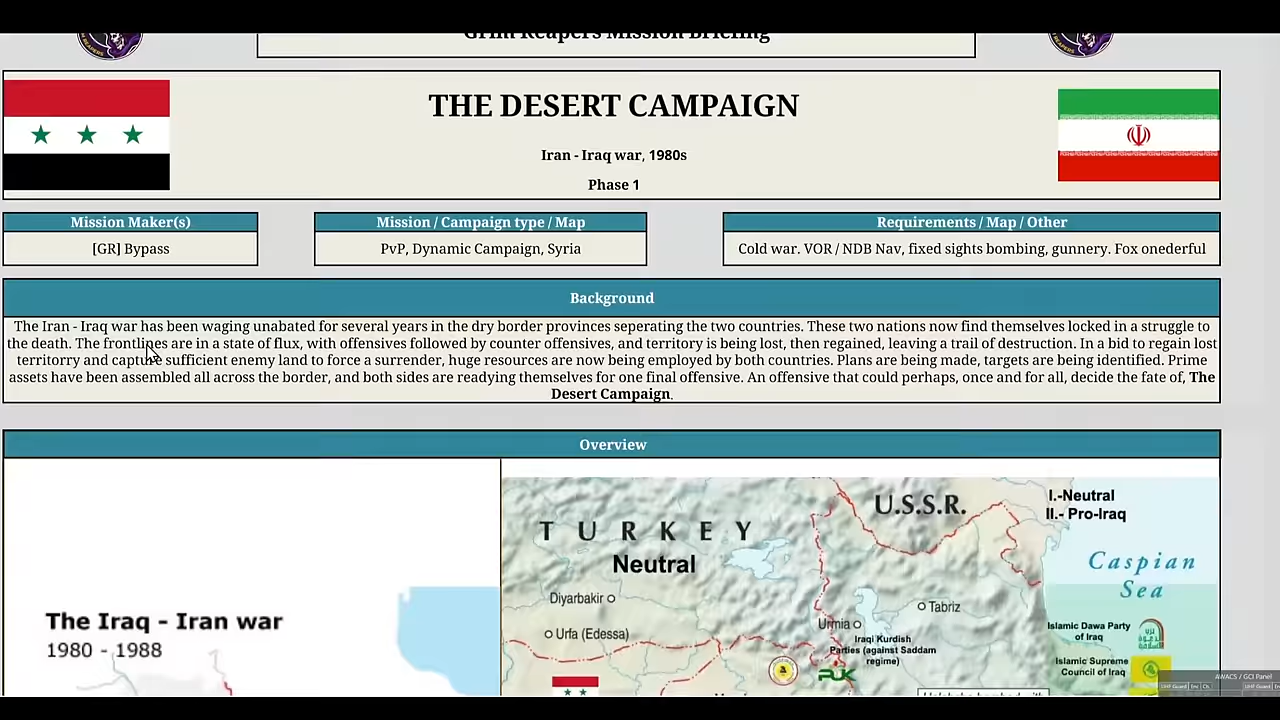 Grim Reapers Mission Briefing
THE DESERT CAMPAIGN
Iran - Iraq war, 1980s
Phase 1
Mission Maker(s)
[GR] Bypass
Mission / Campaign type / Map
PvP, Dynamic Campaign, Syria
Requirements / Map / Other
Cold war. VOR / NDB Nav, fixed sights bombing, gunnery. Fox onederful
Background
The Iran - Iraq war has been waging unabated for several years in the dry border provinces seperating the two countries. These two nations now find themselves locked in a struggle to
the death. The frontlines are in a state of flux, with offensives followed by counter offensives, and territory is being lost, then regained, leaving a trail of destruction. In a bid to regain lost
territorry and capture sufficient enemy land to force a surrender, huge resources are now being employed by both countries. Plans are being made, targets are being identified. Prime
assets have been assembled all across the border, and both sides are readying themselves for one final offensive. An offensive that could perhaps, once and for all, decide the fate of, The
Desert Campaign.
Overview
The Iraq - Iran war
1980 - 1988
TURKEY
Neutral
U.S.S.R.
I.-Neutral
II.- Pro-Iraq
Caspian
Sea
Diyarbakir
Urfa (Edessa)
Tabriz
Urmia
Iraqi Kurdish
Parties (against Saddam
regime)
PUK
Islamic Dawa Party
of Iraq
Islamic Supreme
Council of Iraq
AWACS / GCI Panel